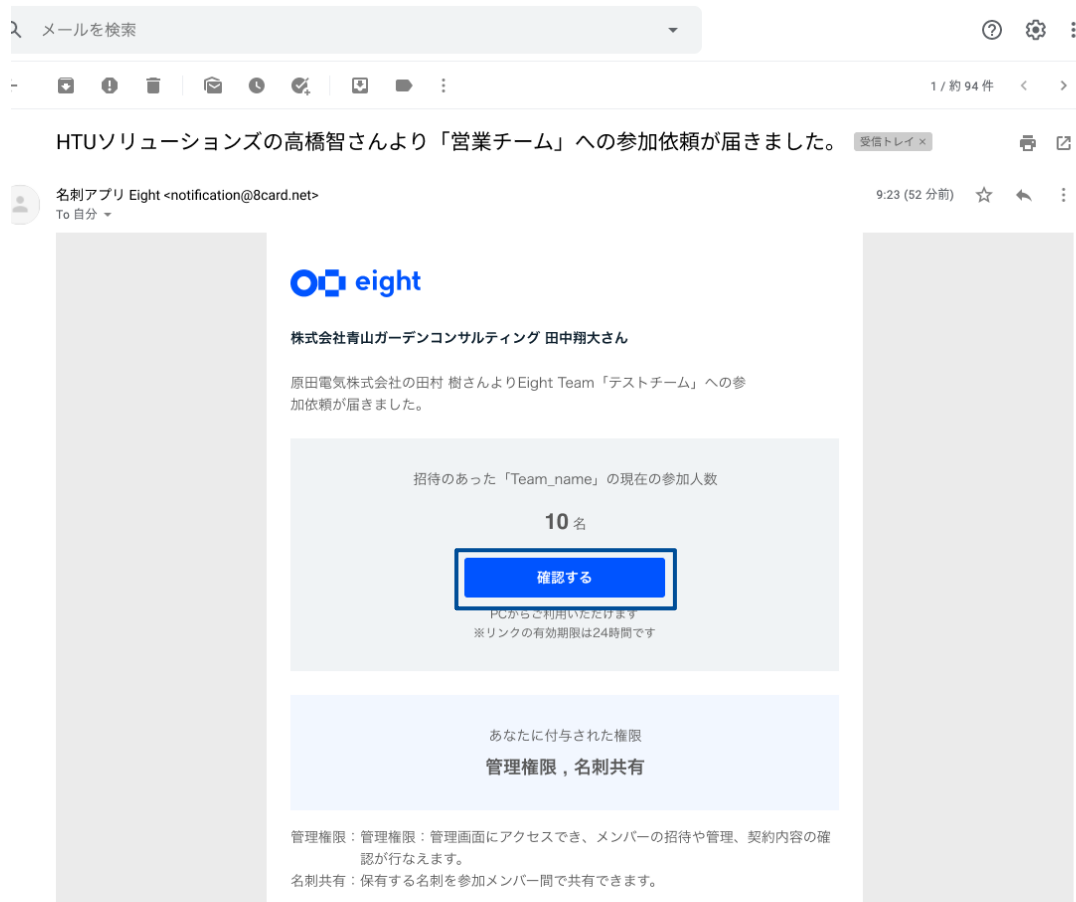 メールを検索
1 / 約 94 件
HTUソリューションズの高橋智さんより「営業チーム」への参加依頼が届きました。 受信トレイ ×
名刺アプリ Eight <notification@8card.net> 9:23 (52 分前)
To 自分
eight
株式会社青山ガーデンコンサルティング 田中翔大さん
原田電気株式会社の田村 樹さんよりEight Team「テストチーム」への参
加依頼が届きました。
招待のあった「Team_name」の現在の参加人数
10 名
確認する
PCからご利用いただけます
※リンクの有効期限は24時間です
あなたに付与された権限
管理権限 , 名刺共有
管理権限：管理権限：管理画面にアクセスでき、メンバーの招待や管理、契約内容の確
認が行なえます。
名刺共有：保有する名刺を参加メンバー間で共有できます。